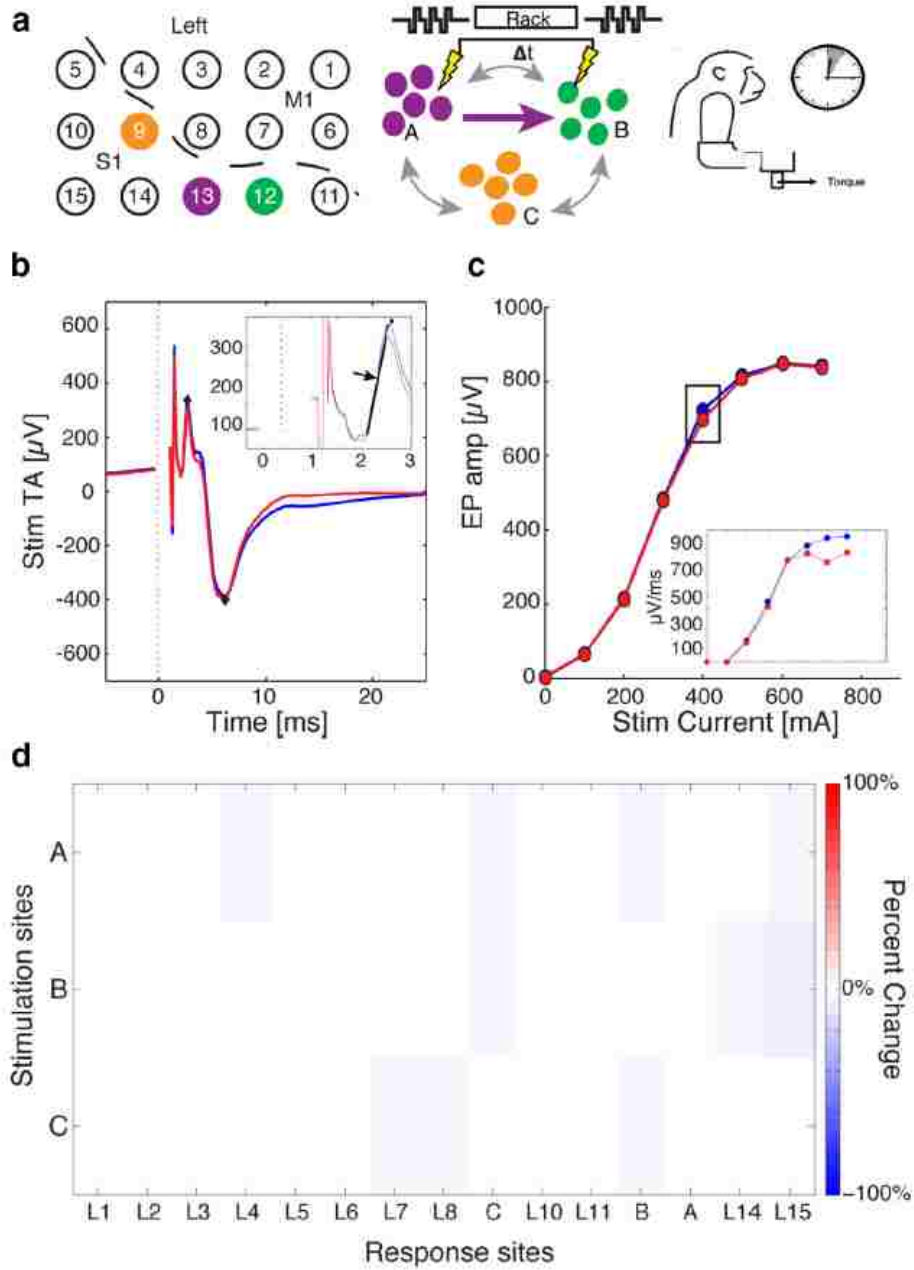 a
Left
Rack
Δt
5 4 3 2 1
M1
10 9 8 7 6
S1
15 14 13 12 11
A
B
C
Torque
b
600
400
200
0
-200
-400
-600
Stim TA [µV]
0 10 20
Time [ms]
300
200
100
0 1 2 3
c
1000
800
600
400
200
0
EP amp [µV]
0 200 400 600 800
Stim Current [mA]
900
700
500
300
100
µV/ms
d
Stimulation sites
A
B
C
L1 L2 L3 L4 L5 L6 L7 L8 C L10 L11 B A L14 L15
Response sites
100%
0%
-100%
Percent Change